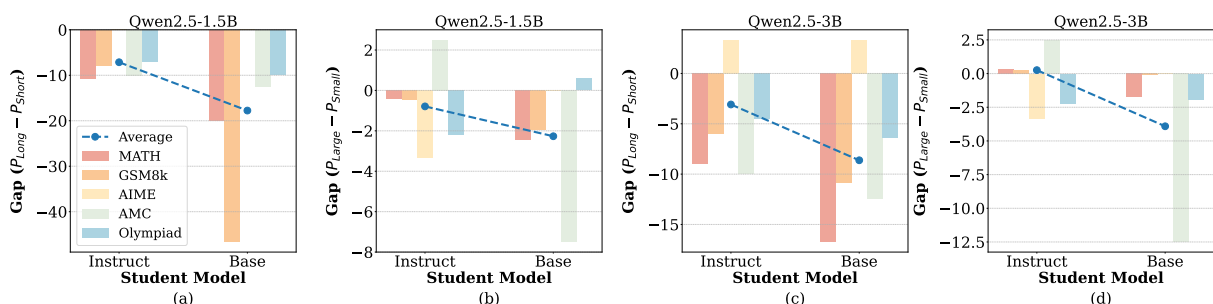 Qwen2.5-1.5B
Gap (P_Long − P_Short)
0
−10
−20
−30
−40
Average
MATH
GSM8k
AIME
AMC
Olympiad
Instruct Base
Student Model
(a)
Qwen2.5-1.5B
Gap (P_Large − P_Small)
2
0
−2
−4
−6
−8
Instruct Base
Student Model
(b)
Qwen2.5-3B
Gap (P_Long − P_Short)
0
−5
−10
−15
Instruct Base
Student Model
(c)
Qwen2.5-3B
Gap (P_Large − P_Small)
2.5
0.0
−2.5
−5.0
−7.5
−10.0
−12.5
Instruct Base
Student Model
(d)